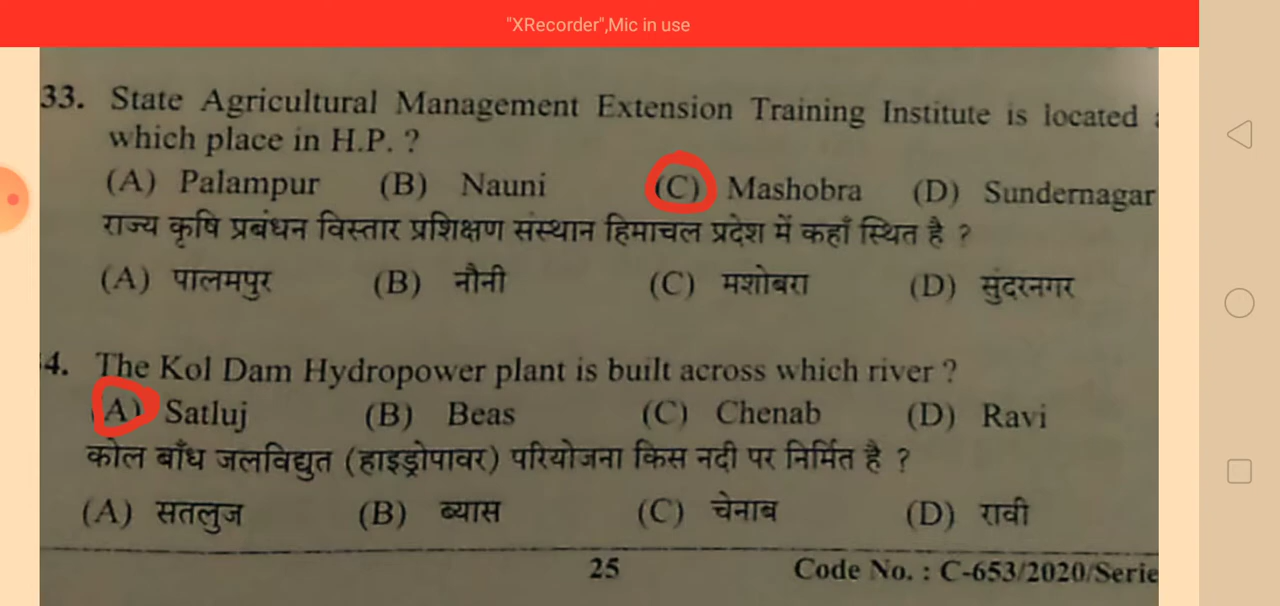 "XRecorder",Mic in use
33. State Agricultural Management Extension Training Institute is located
which place in H.P. ?
(A) Palampur (B) Nauni (C) Mashobra (D) Sundernagar
राज्य कृषि प्रबंधन विस्तार प्रशिक्षण संस्थान हिमाचल प्रदेश में कहाँ स्थित है ?
(A) पालमपुर (B) नौनी (C) मशोबरा (D) सुंदरनगर
4. The Kol Dam Hydropower plant is built across which river ?
(A) Satluj (B) Beas (C) Chenab (D) Ravi
कोल बाँध जलविद्युत (हाइड्रोपावर) परियोजना किस नदी पर निर्मित है ?
(A) सतलुज (B) ब्यास (C) चेनाब (D) रावी
25 Code No. : C-653/2020/Serie